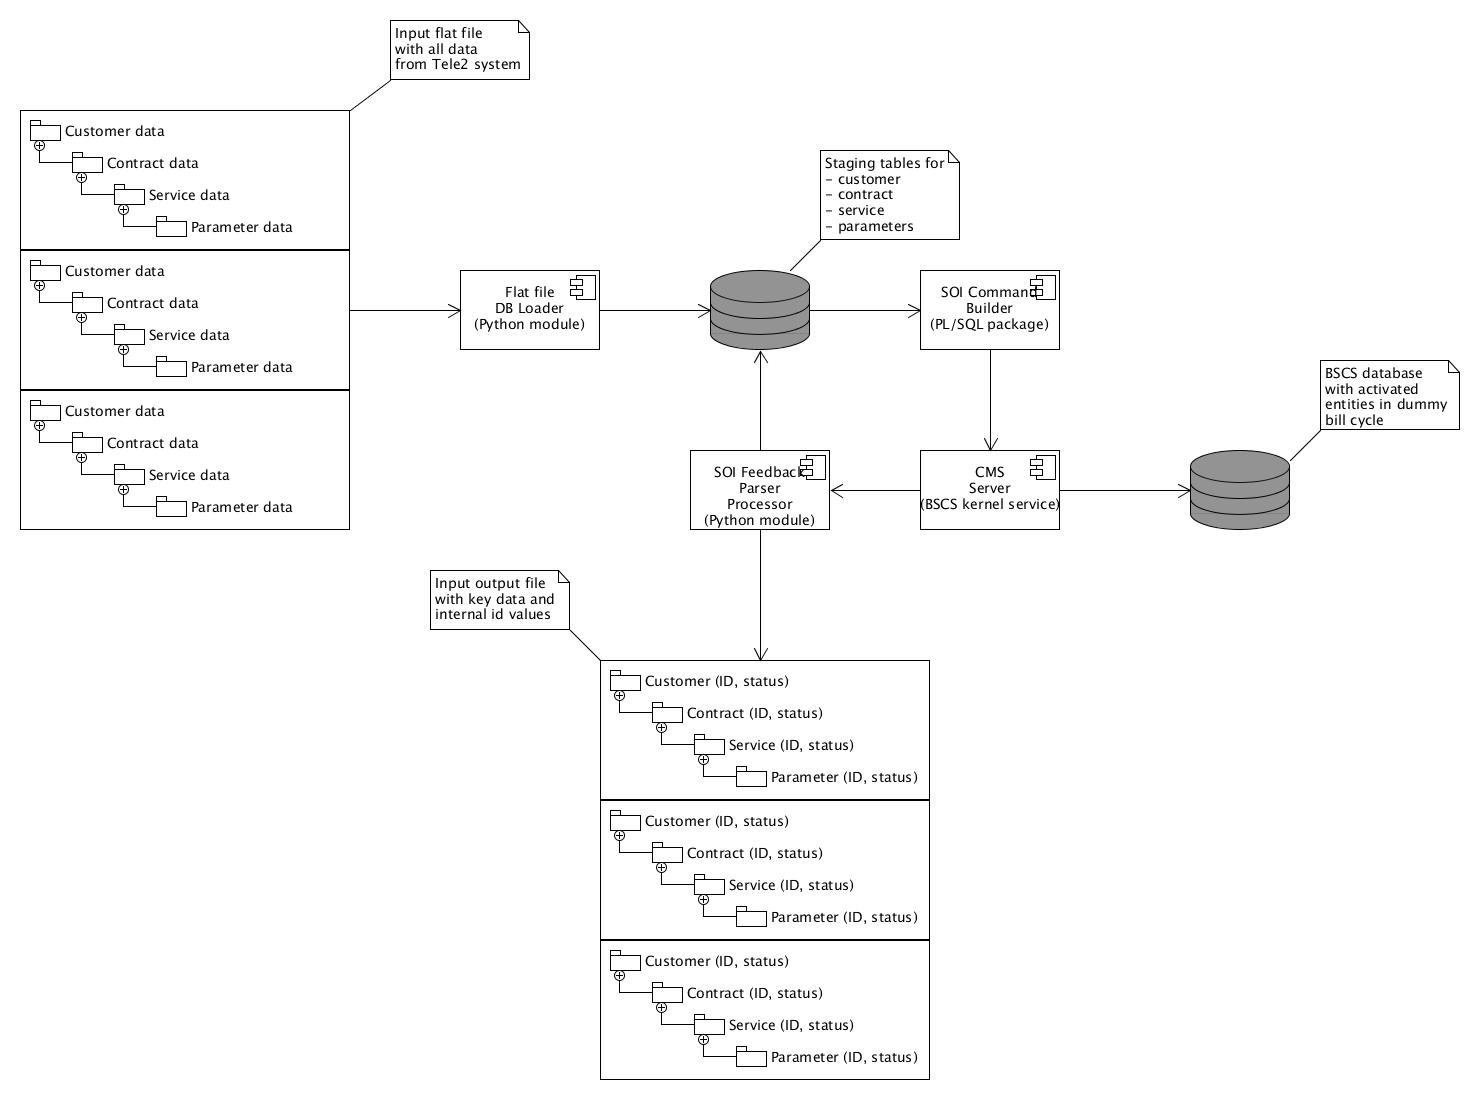 Input flat file
with all data
from Tele2 system
Customer data
Contract data
Service data
Parameter data
Customer data
Contract data
Service data
Parameter data
Customer data
Contract data
Service data
Parameter data
Flat file
DB Loader
(Python module)
Staging tables for
- customer
- contract
- service
- parameters
SOI Command
Builder
(PL/SQL package)
BSCS database
with activated
entities in dummy
bill cycle
SOI Feedback
Parser
Processor
(Python module)
CMS
Server
(BSCS kernel service)
Input output file
with key data and
internal id values
Customer (ID, status)
Contract (ID, status)
Service (ID, status)
Parameter (ID, status)
Customer (ID, status)
Contract (ID, status)
Service (ID, status)
Parameter (ID, status)
Customer (ID, status)
Contract (ID, status)
Service (ID, status)
Parameter (ID, status)